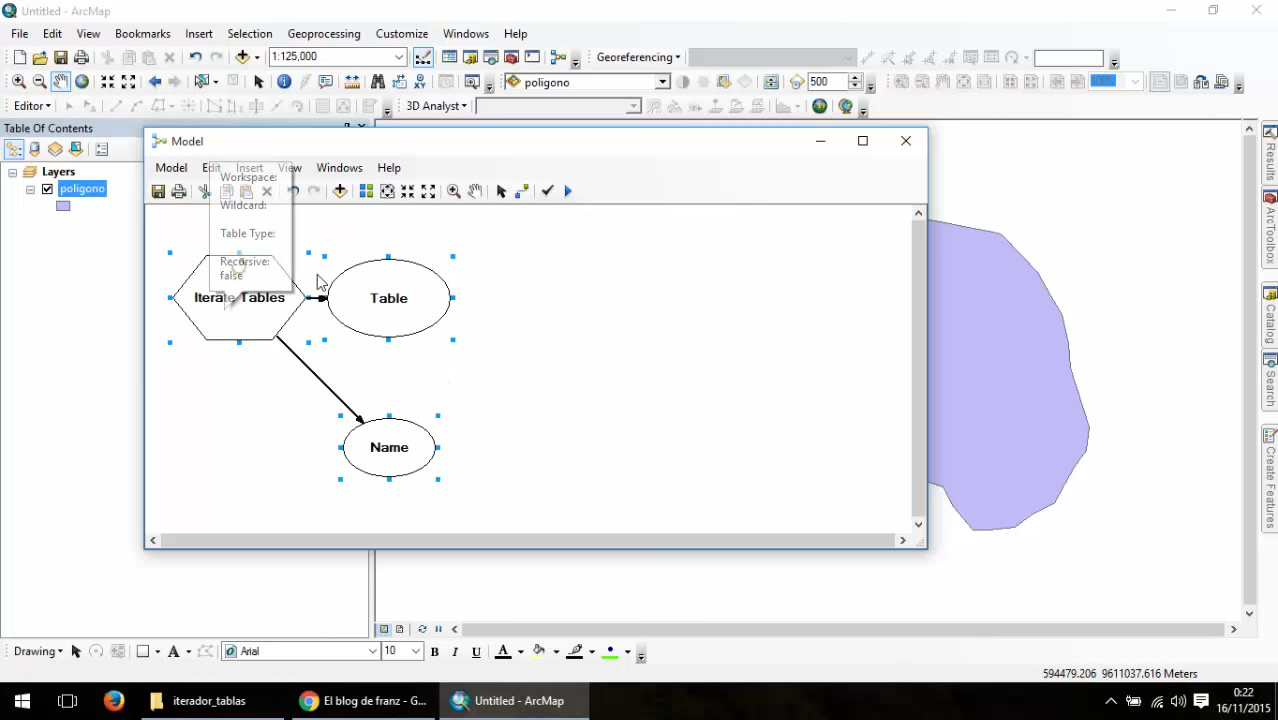 Untitled - ArcMap
File Edit View Bookmarks Insert Selection Geoprocessing Customize Windows Help
1:125,000
Georeferencing
poligono
500
100%
Editor
3D Analyst
Table Of Contents
Layers
poligono
Model
Model Edit Insert View Windows Help
Workspace:
Wildcard:
Table Type:
Recursive:
false
Iterate Tables
Table
Name
Results
ArcToolbox
Catalog
Search
Create Features
Drawing
A
Arial
10
B I U A
594479.206 9611037.616 Meters
iterador_tablas
El blog de franz - G...
Untitled - ArcMap
0:22
16/11/2015